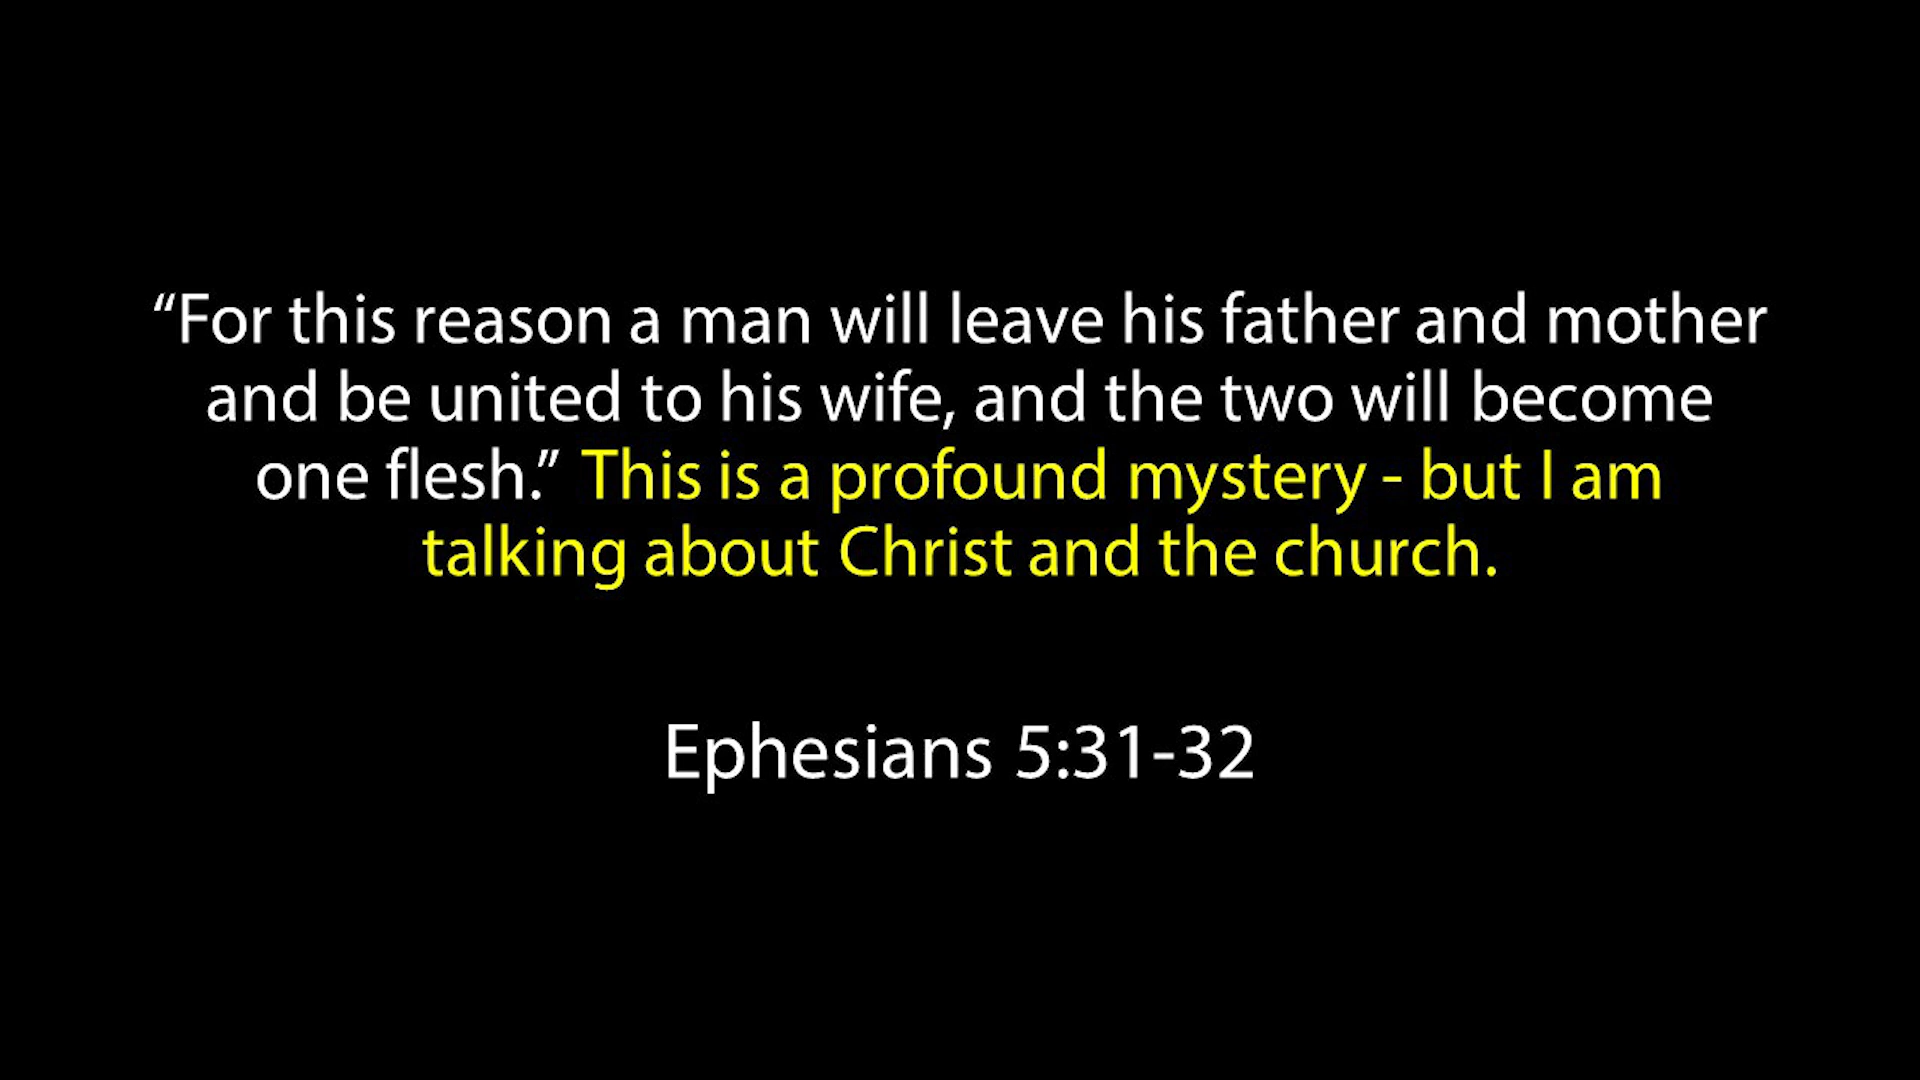 “For this reason a man will leave his father and mother
and be united to his wife, and the two will become
one flesh.” This is a profound mystery - but I am
talking about Christ and the church.
Ephesians 5:31-32